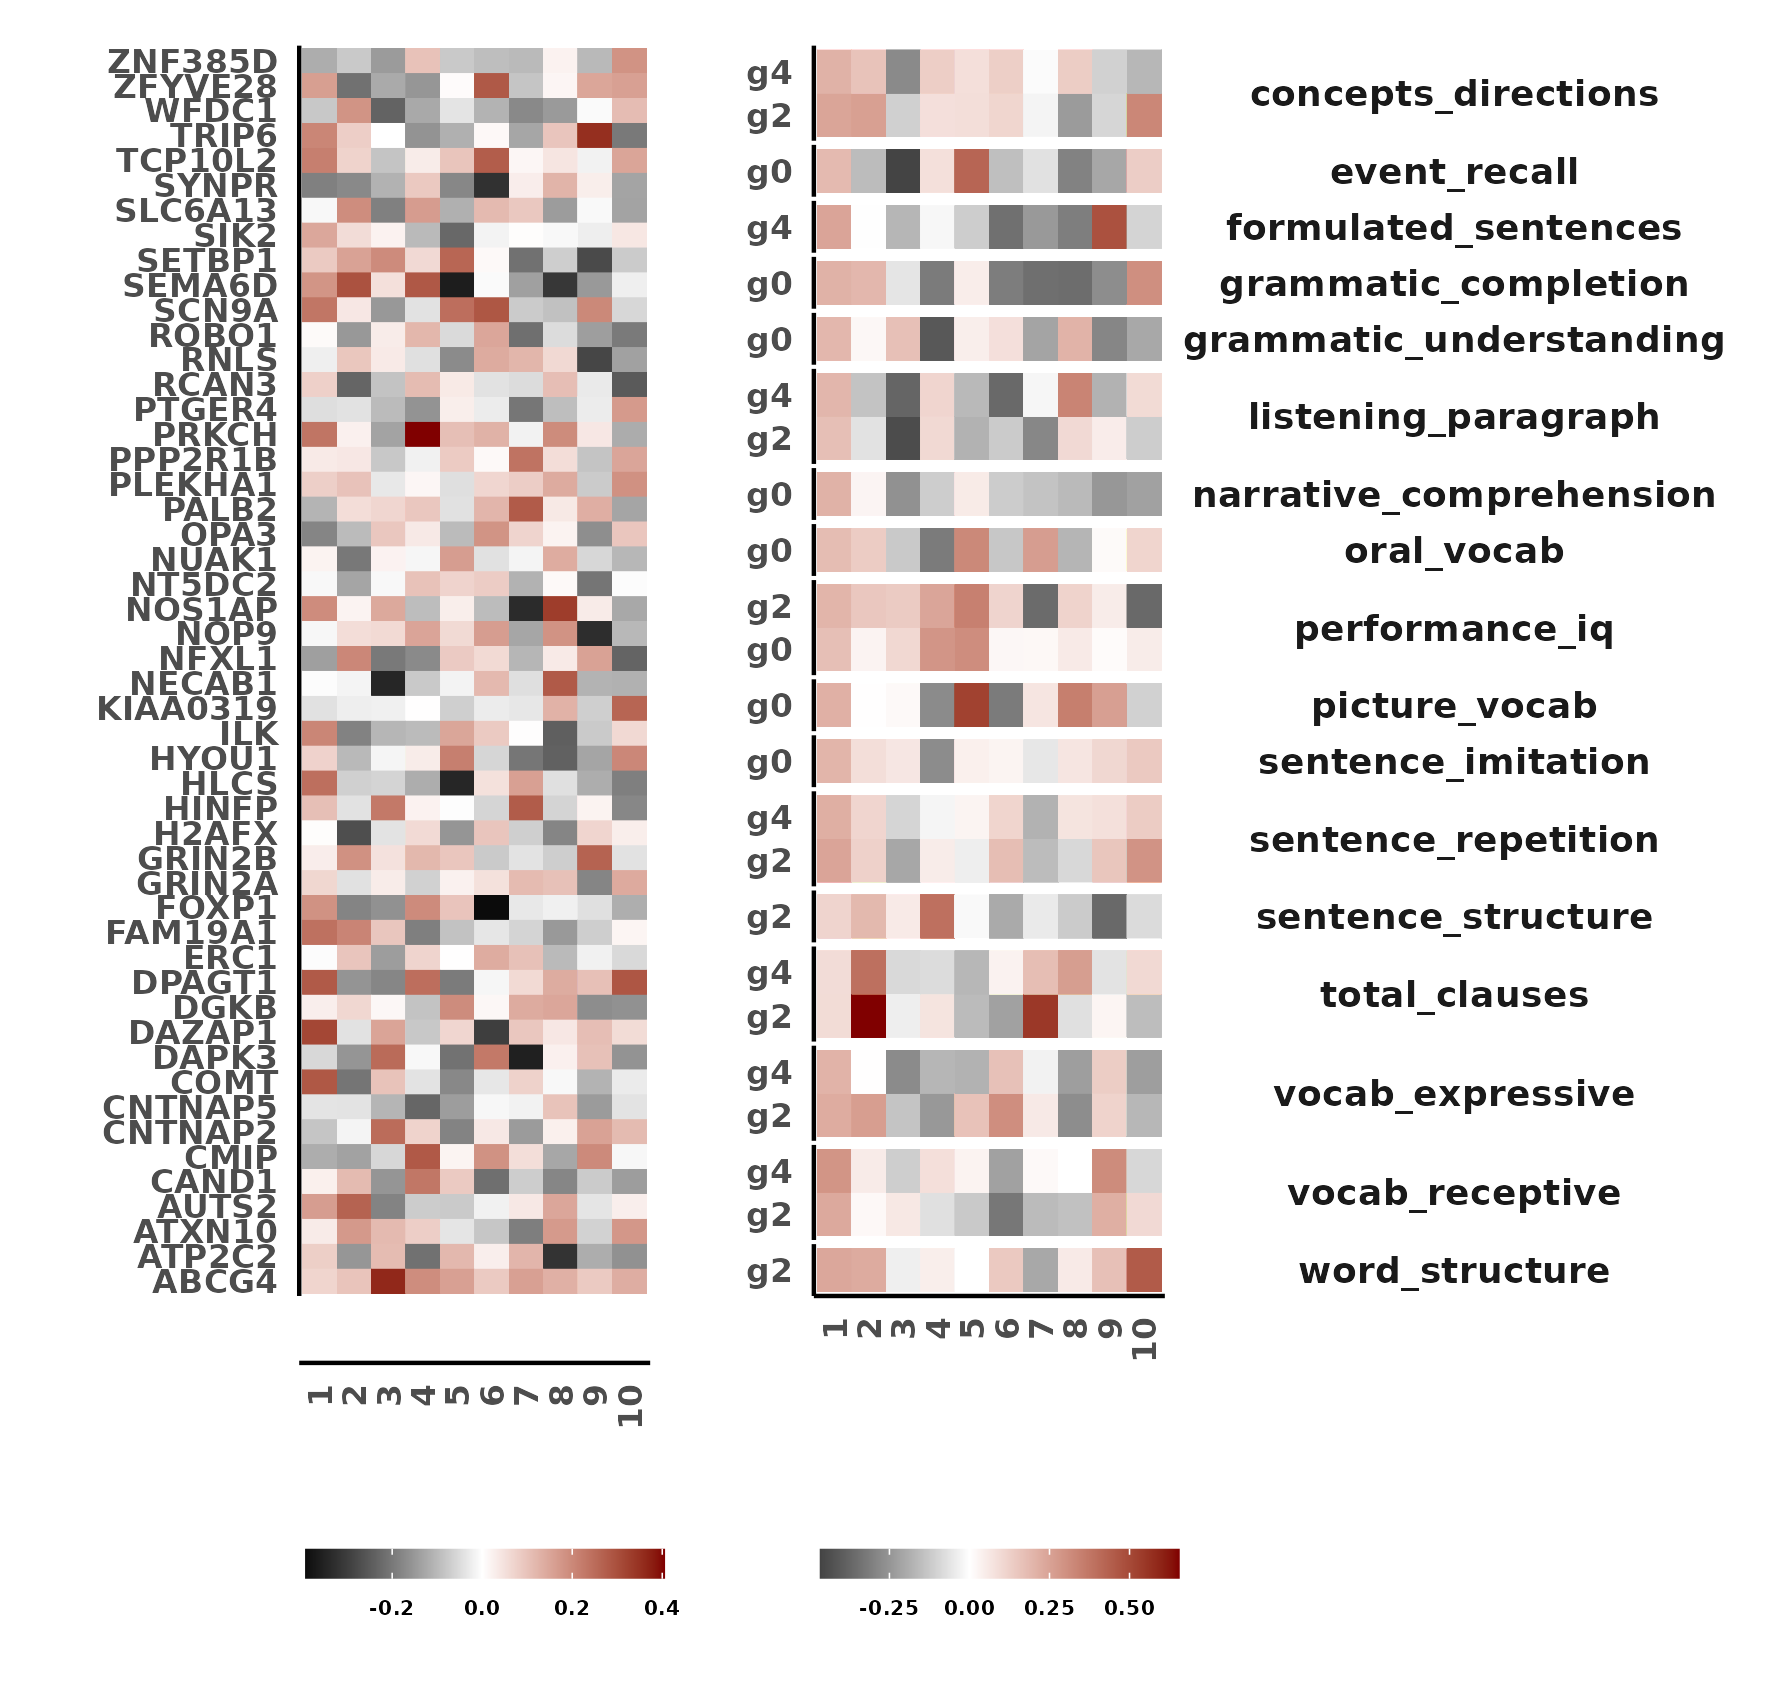 ZNF385D
ZFYVE28
WFDC1
TRIP6
TCP10L2
SYNPR
SLC6A13
SIK2
SETBP1
SEMA6D
SCN9A
ROBO1
RNLS
RCAN3
PTGER4
PRKCH
PPP2R1B
PLEKHA1
PALB2
OPA3
NUAK1
NT5DC2
NOS1AP
NOP9
NFXL1
NECAB1
KIAA0319
ILK
HYOU1
HLCS
HINFP
H2AFX
GRIN2B
GRIN2A
FOXP1
FAM19A1
ERC1
DPAGT1
DGKB
DAZAP1
DAPK3
COMT
CNTNAP5
CNTNAP2
CMIP
CAND1
AUTS2
ATXN10
ATP2C2
ABCG4
1 2 3 4 5 6 7 8 9 10
-0.2 0.0 0.2 0.4
g4
g2
concepts_directions
g0
event_recall
g4
formulated_sentences
g0
grammatic_completion
g0
grammatic_understanding
g4
g2
listening_paragraph
g0
narrative_comprehension
g0
oral_vocab
g2
g0
performance_iq
g0
picture_vocab
g0
sentence_imitation
g4
g2
sentence_repetition
g2
sentence_structure
g4
g2
total_clauses
g4
g2
vocab_expressive
g4
g2
vocab_receptive
g2
word_structure
1 2 3 4 5 6 7 8 9 10
-0.25 0.00 0.25 0.50